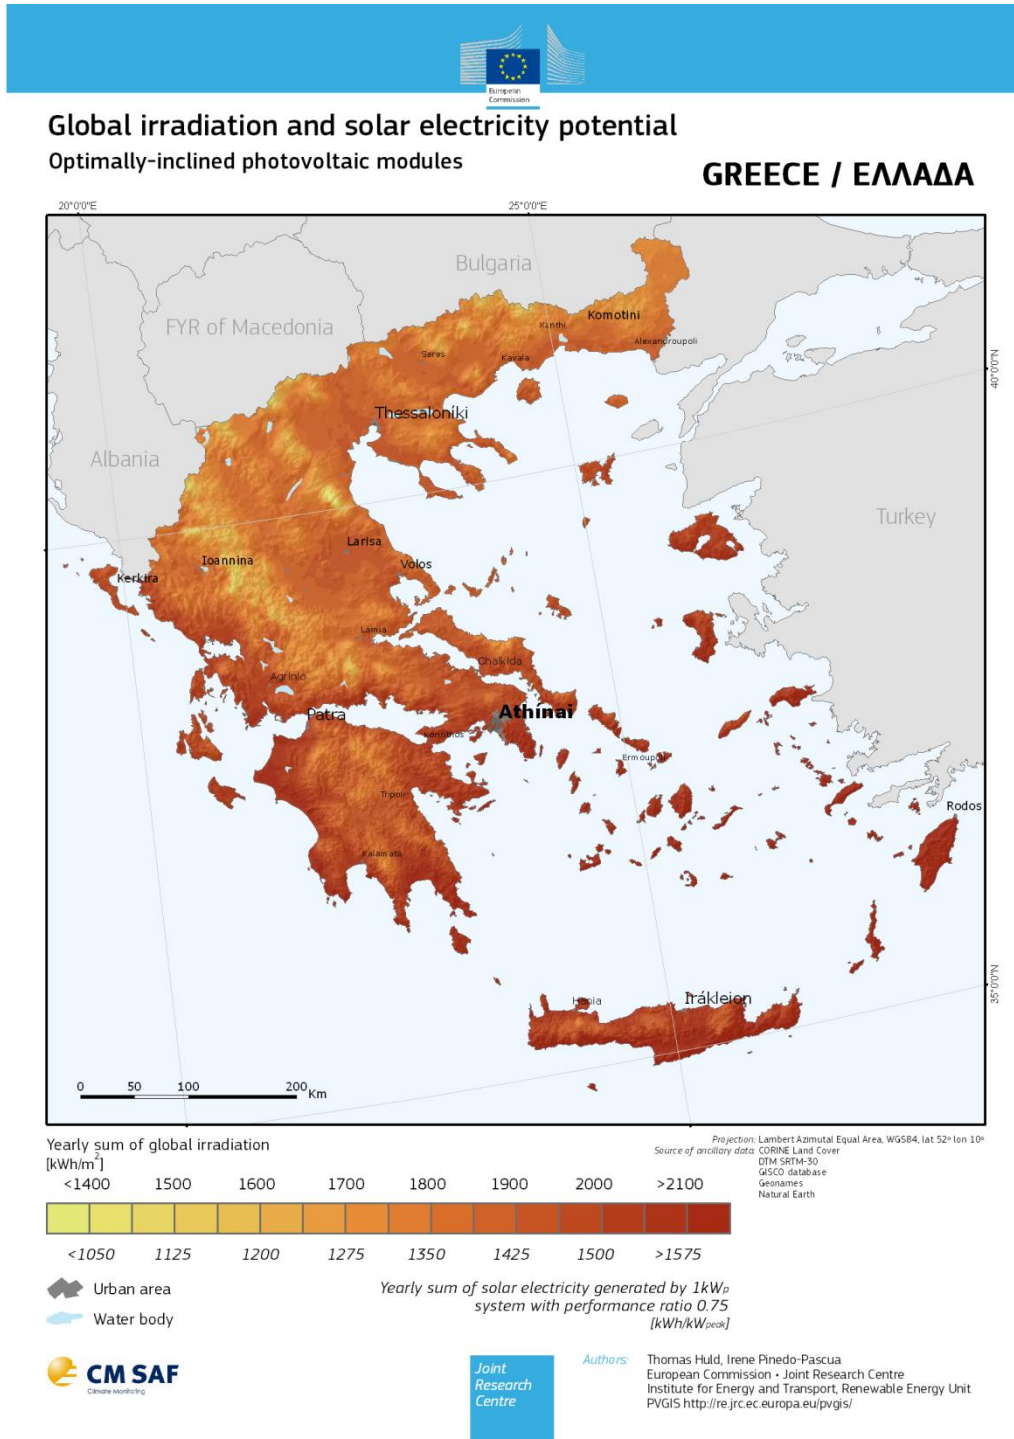 European
Commission
Global irradiation and solar electricity potential
Optimally-inclined photovoltaic modules
GREECE / ΕΛΛΑΔΑ
20°0'0"E
25°0'0"E
Bulgaria
FYR of Macedonia
Komotini
Xanthi
Alexandroupoli
Seres
Kavala
40°0'0"N
Thessaloníki
Albania
Turkey
Larisa
Ioannina
Volos
Kerkira
Lamia
Chalkida
Agrinio
Athínai
Patra
Korinthos
Ermoupoli
Tripoli
Rodos
Kalamata
35°0'0"N
Hania
Irákleion
0 50 100 200 Km
Yearly sum of global irradiation
[kWh/m²]
<1400 1500 1600 1700 1800 1900 2000 >2100
<1050 1125 1200 1275 1350 1425 1500 >1575
Projection: Lambert Azimutal Equal Area, WGS84, lat 52º lon 10º
Source of ancillary data: CORINE Land Cover
DTM SRTM-30
GISCO database
Geonames
Natural Earth
Urban area
Water body
Yearly sum of solar electricity generated by 1kWp
system with performance ratio 0.75
[kWh/kWpeak]
CM SAF
Climate Monitoring
Joint
Research
Centre
Authors: Thomas Huld, Irene Pinedo-Pascua
European Commission • Joint Research Centre
Institute for Energy and Transport, Renewable Energy Unit
PVGIS http://re.jrc.ec.europa.eu/pvgis/